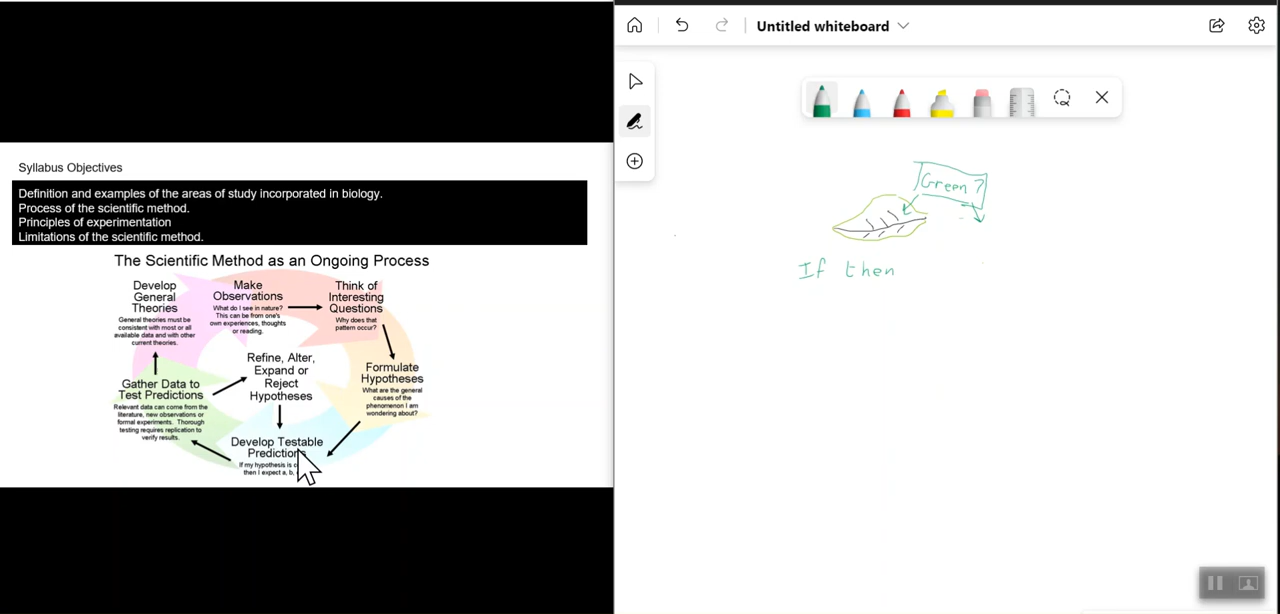 Untitled whiteboard
Syllabus Objectives
Definition and examples of the areas of study incorporated in biology.
Process of the scientific method.
Principles of experimentation
Limitations of the scientific method.
The Scientific Method as an Ongoing Process
Make
Observations
What do I see in nature?
This can be from one's
own experiences, thoughts
or reading.
Think of
Interesting
Questions
Why does that
pattern occur?
Formulate
Hypotheses
What are the general
causes of the
phenomenon I am
wondering about?
Develop Testable
Predictions
If my hypothesis is
then I expect a, b,
Gather Data to
Test Predictions
Relevant data can come from the
literature, new observations or
formal experiments. Thorough
testing requires replication to
verify results.
Refine, Alter,
Expand or
Reject
Hypotheses
Develop
General
Theories
General theories must be
consistent with most or all
available data and with other
current theories.
Green ?
If then